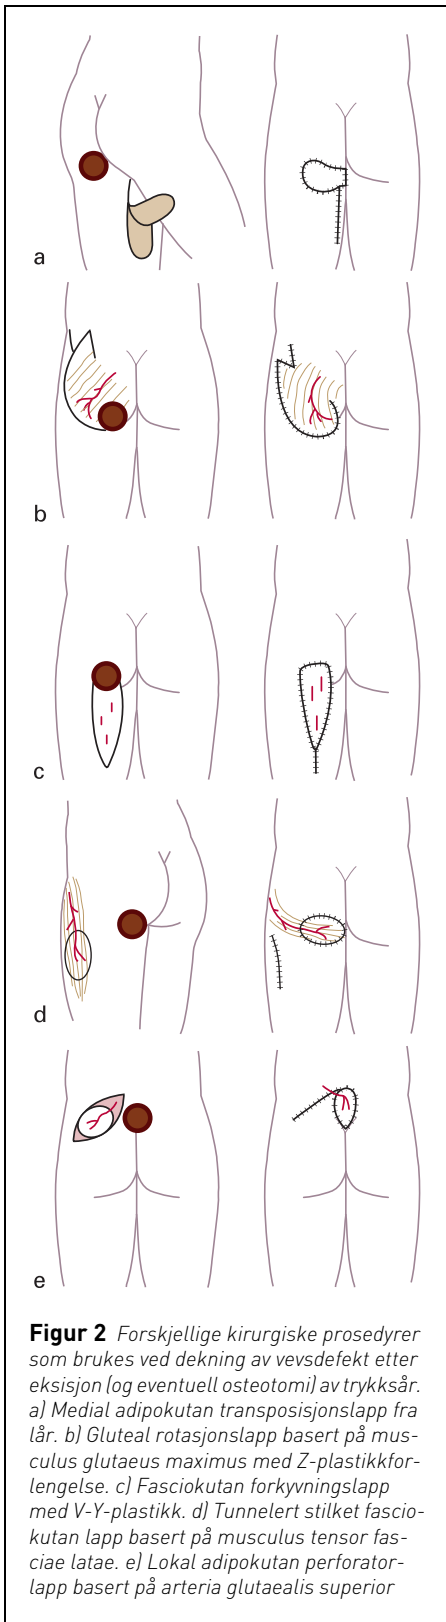 a
b
c
d
e
Figur 2 Forskjellige kirurgiske prosedyrer
som brukes ved dekning av vevsdefekt etter
eksisjon (og eventuell osteotomi) av trykksår.
a) Medial adipokutan transposisjonslapp fra
lår. b) Gluteal rotasjonslapp basert på mus-
culus glutaeus maximus med Z-plastikkfor-
lengelse. c) Fasciokutan forkyvningslapp
med V-Y-plastikk. d) Tunnelert stilket fascio-
kutan lapp basert på musculus tensor fas-
ciae latae. e) Lokal adipokutan perforator-
lapp basert på arteria glutaealis superior